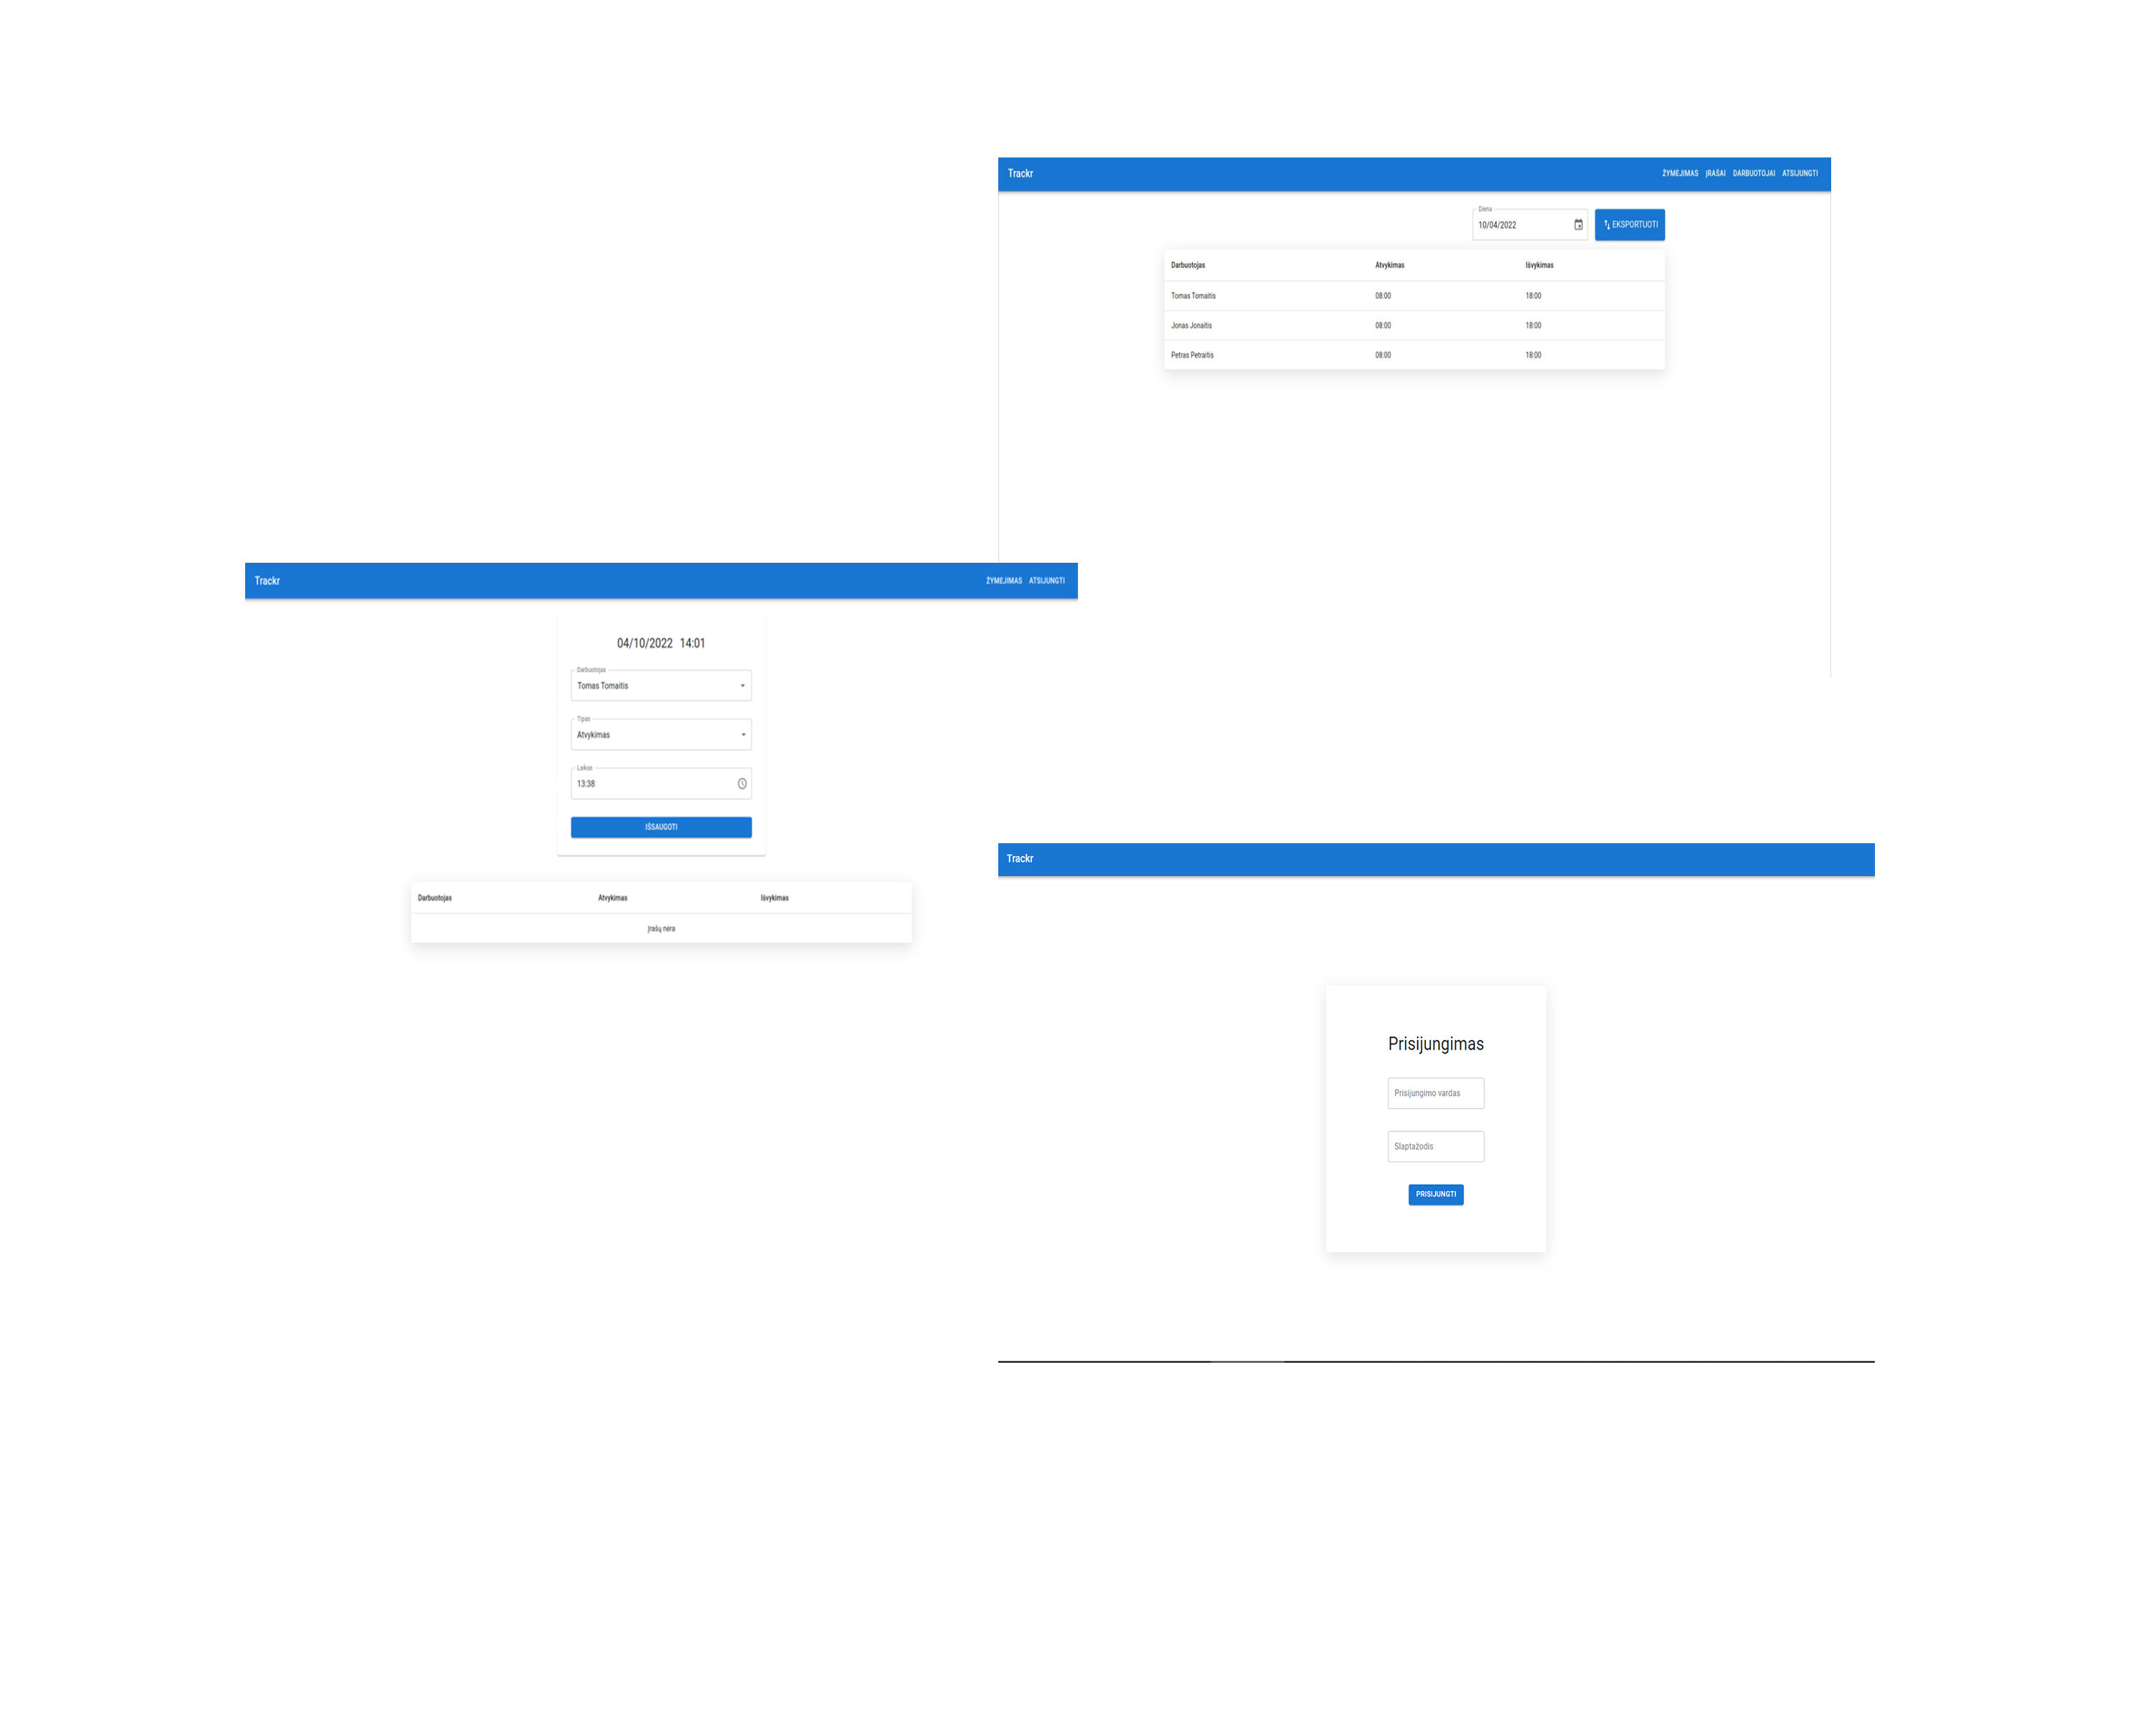 Trackr
ŽYMĖJIMAS ĮRAŠAI DARBUOTOJAI ATSIJUNGTI
Diena
10/04/2022
EKSPORTUOTI
Darbuotojas Atvykimas Išvykimas
Tomas Tomaitis 08:00 18:00
Jonas Jonaitis 08:00 18:00
Petras Petraitis 08:00 18:00
Trackr
ŽYMĖJIMAS ATSIJUNGTI
04/10/2022 14:01
Darbuotojas
Tomas Tomaitis
Tipas
Atvykimas
Laikas
13:38
IŠSAUGOTI
Darbuotojas Atvykimas Išvykimas
Įrašų nėra
Trackr
Prisijungimas
Prisijungimo vardas
Slaptažodis
PRISIJUNGTI